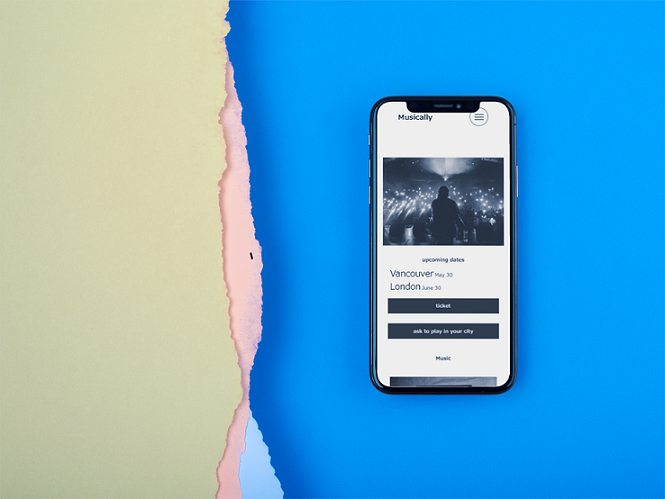 Musically
upcoming dates
Vancouver May 30
London June 30
ticket
ask to play in your city
Music